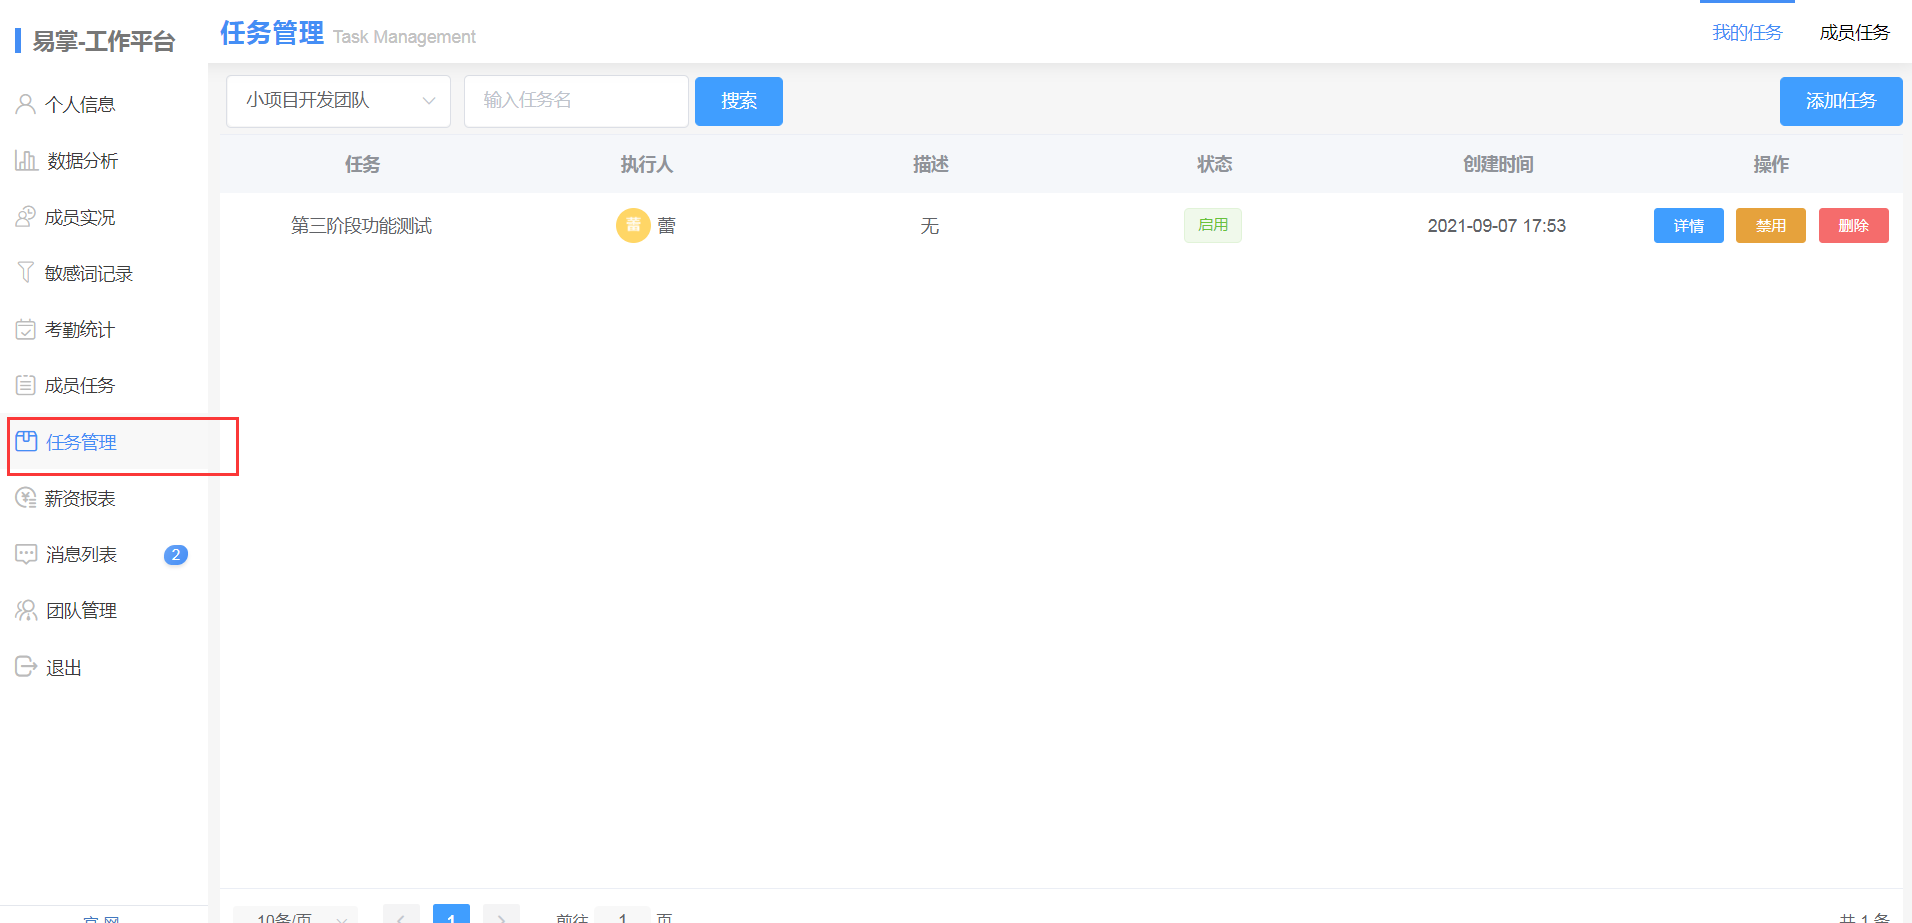 易掌-工作平台
个人信息
数据分析
成员实况
敏感词记录
考勤统计
成员任务
任务管理
薪资报表
消息列表 2
团队管理
退出
官 网
任务管理 Task Management
我的任务 成员任务
小项目开发团队 输入任务名 搜索 添加任务
任务 执行人 描述 状态 创建时间 操作
第三阶段功能测试 蕾 蕾 无 启用 2021-09-07 17:53 详情 禁用 删除
10条/页 1 前往 1 页 共 1 条